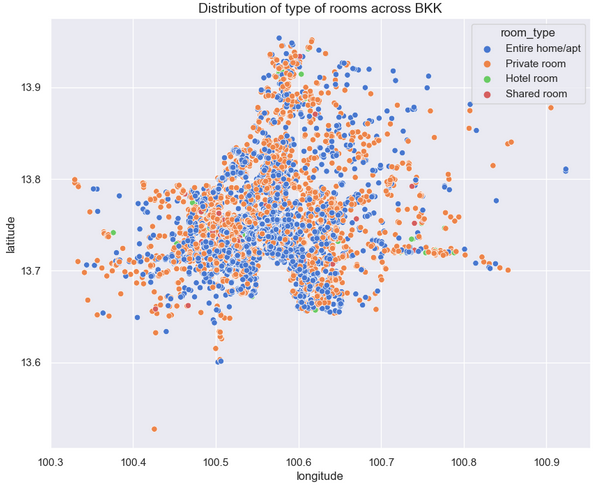 Distribution of type of rooms across BKK
room_type
Entire home/apt
Private room
Hotel room
Shared room
13.9
13.8
13.7
13.6
latitude
100.3 100.4 100.5 100.6 100.7 100.8 100.9
longitude